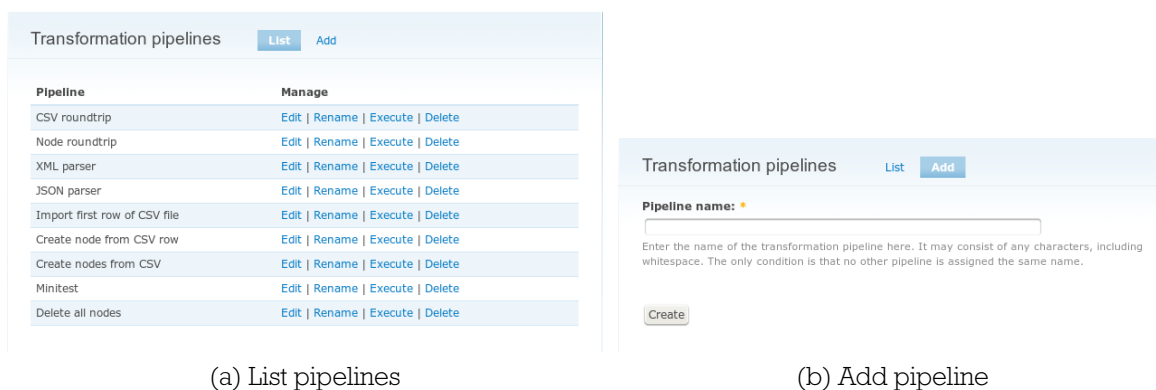 Transformation pipelines List Add
Pipeline Manage
CSV roundtrip Edit | Rename | Execute | Delete
Node roundtrip Edit | Rename | Execute | Delete
XML parser Edit | Rename | Execute | Delete
JSON parser Edit | Rename | Execute | Delete
Import first row of CSV file Edit | Rename | Execute | Delete
Create node from CSV row Edit | Rename | Execute | Delete
Create nodes from CSV Edit | Rename | Execute | Delete
Minitest Edit | Rename | Execute | Delete
Delete all nodes Edit | Rename | Execute | Delete
(a) List pipelines
Transformation pipelines List Add
Pipeline name: *
Enter the name of the transformation pipeline here. It may consist of any characters, including
whitespace. The only condition is that no other pipeline is assigned the same name.
Create
(b) Add pipeline